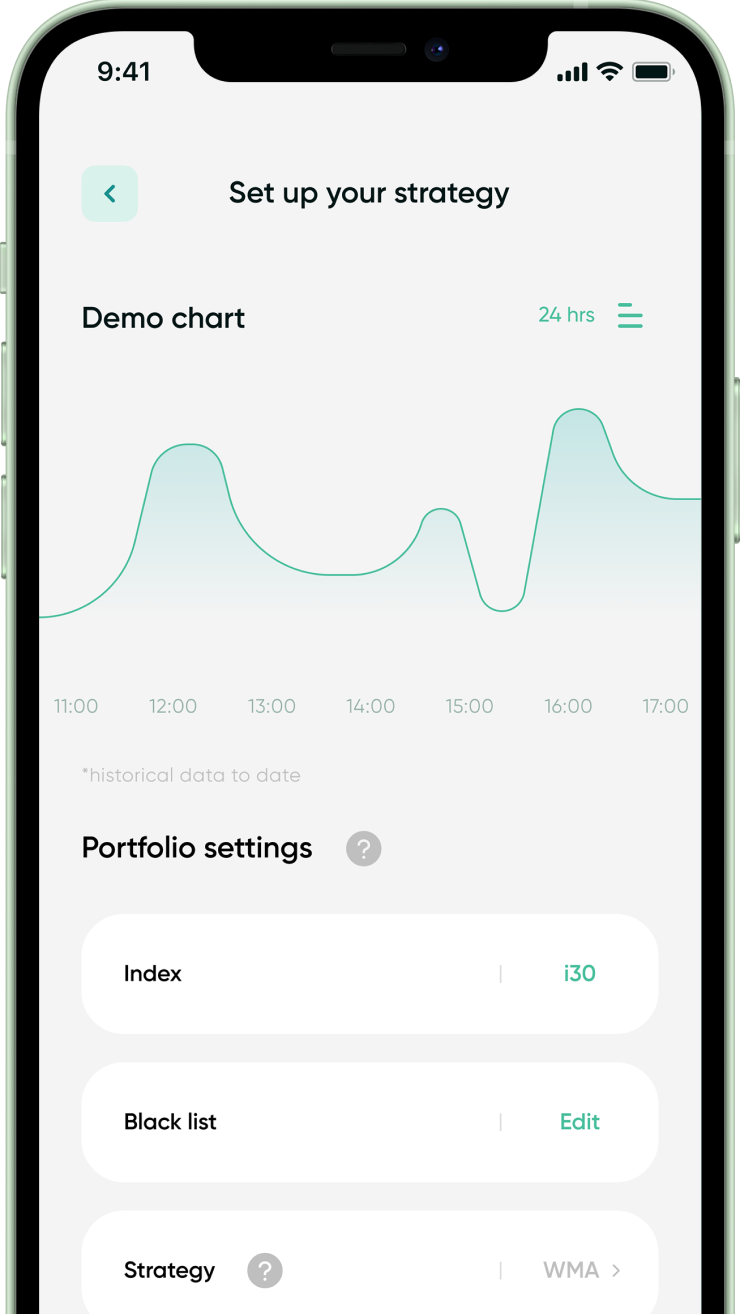 9:41
Set up your strategy
Demo chart 24 hrs
11:00 12:00 13:00 14:00 15:00 16:00 17:00
*historical data to date
Portfolio settings ?
Index | i30
Black list | Edit
Strategy ? | WMA >